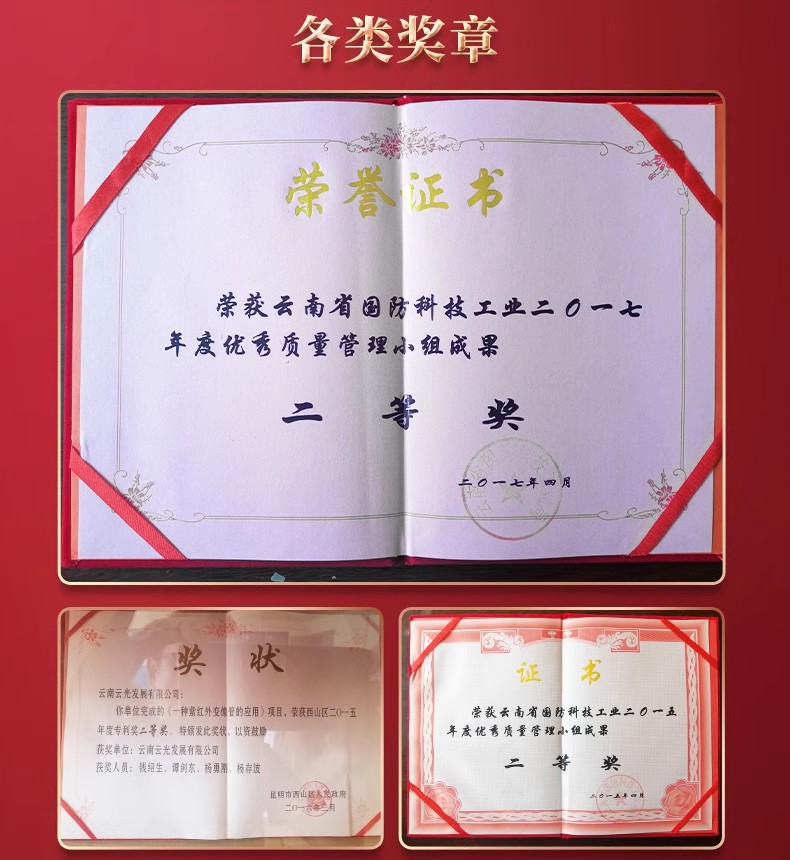 各类奖章
荣誉证书
荣获云南省国防科技工业二〇一七
年度优秀质量管理小组成果
二等奖
二〇一七年四月
奖状
云南云光发展有限公司:
你单位完成的《一种紫红外变像管的应用》项目,荣获西山区二〇一五
年度专利奖二等奖,特颁发此奖状,以资鼓励
获奖单位:云南云光发展有限公司
获奖人员:钱绍生、谭剑东、杨勇刚、杨存波
昆明市西山区人民政府
二〇一六年三月
证书
荣获云南省国防科技工业二〇一五
年度优秀质量管理小组成果
二等奖
二〇一五年四月